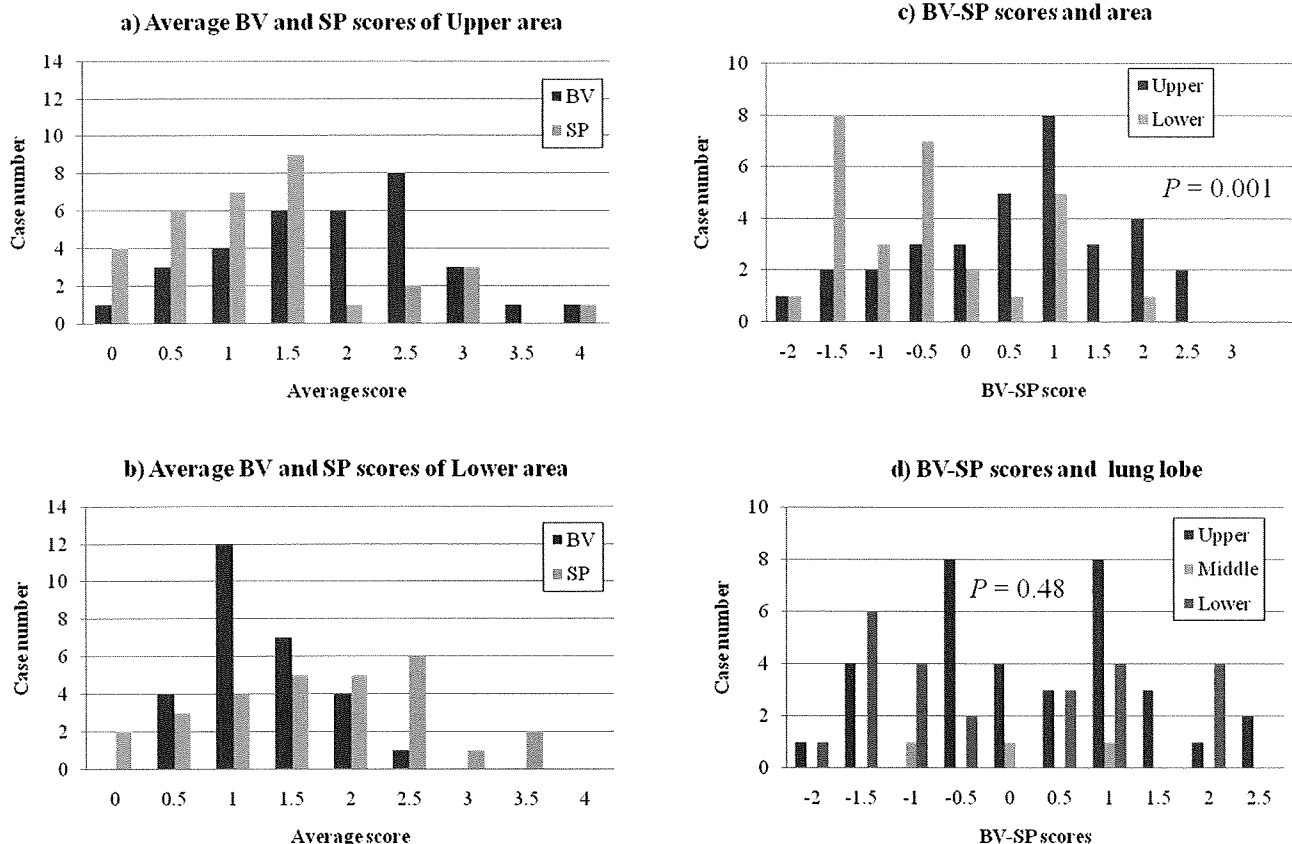 a) Average BV and SP scores of Upper area
14
12
10
8
6
4
2
0
Case number
BV
SP
0 0.5 1 1.5 2 2.5 3 3.5 4
Average score
c) BV-SP scores and area
10
8
6
4
2
0
Case number
Upper
Lower
P = 0.001
-2 -1.5 -1 -0.5 0 0.5 1 1.5 2 2.5 3
BV-SP score
b) Average BV and SP scores of Lower area
14
12
10
8
6
4
2
0
Case number
BV
SP
0 0.5 1 1.5 2 2.5 3 3.5 4
Average score
d) BV-SP scores and lung lobe
10
8
6
4
2
0
Case number
Upper
Middle
Lower
P = 0.48
-2 -1.5 -1 -0.5 0 0.5 1 1.5 2 2.5
BV-SP scores